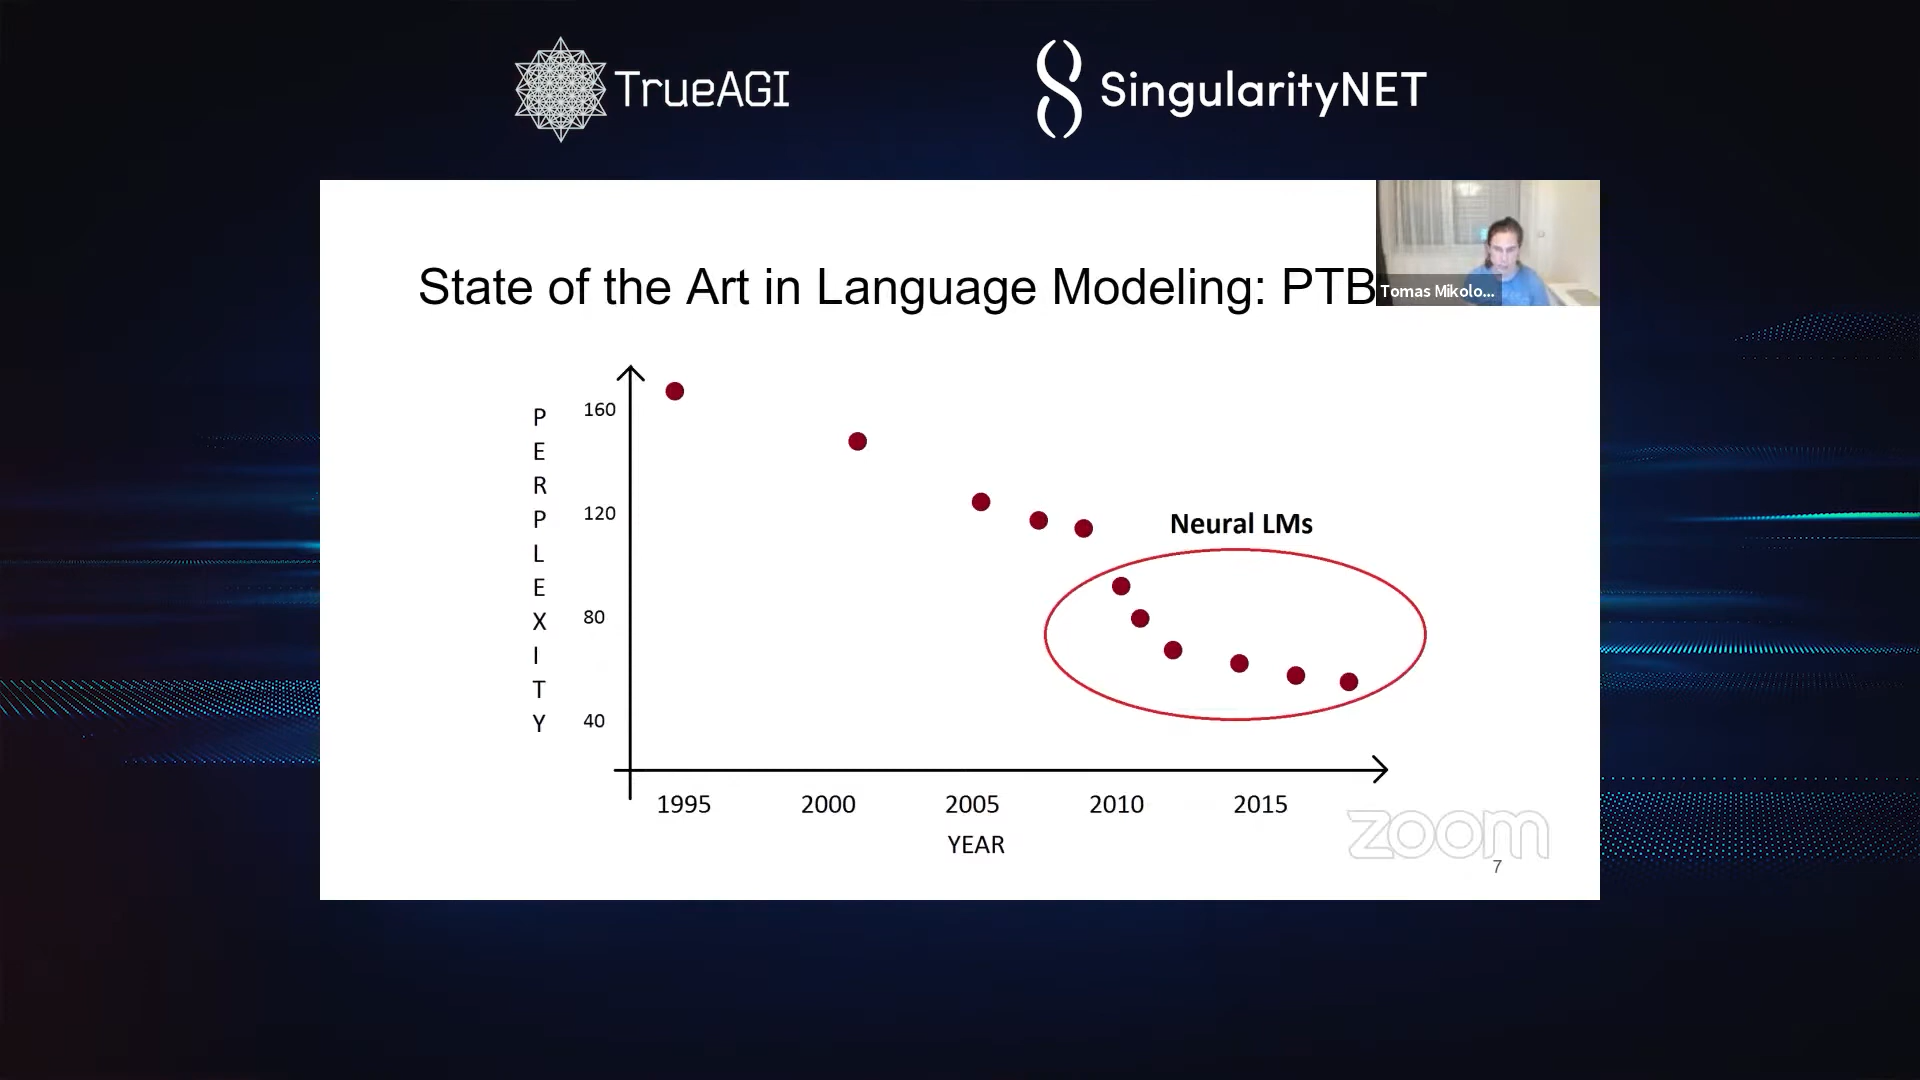 TrueAGI
SingularityNET
State of the Art in Language Modeling: PTB
Tomas Mikolo...
PERPLEXITY
160
120
80
40
Neural LMs
1995 2000 2005 2010 2015
YEAR
zoom
7